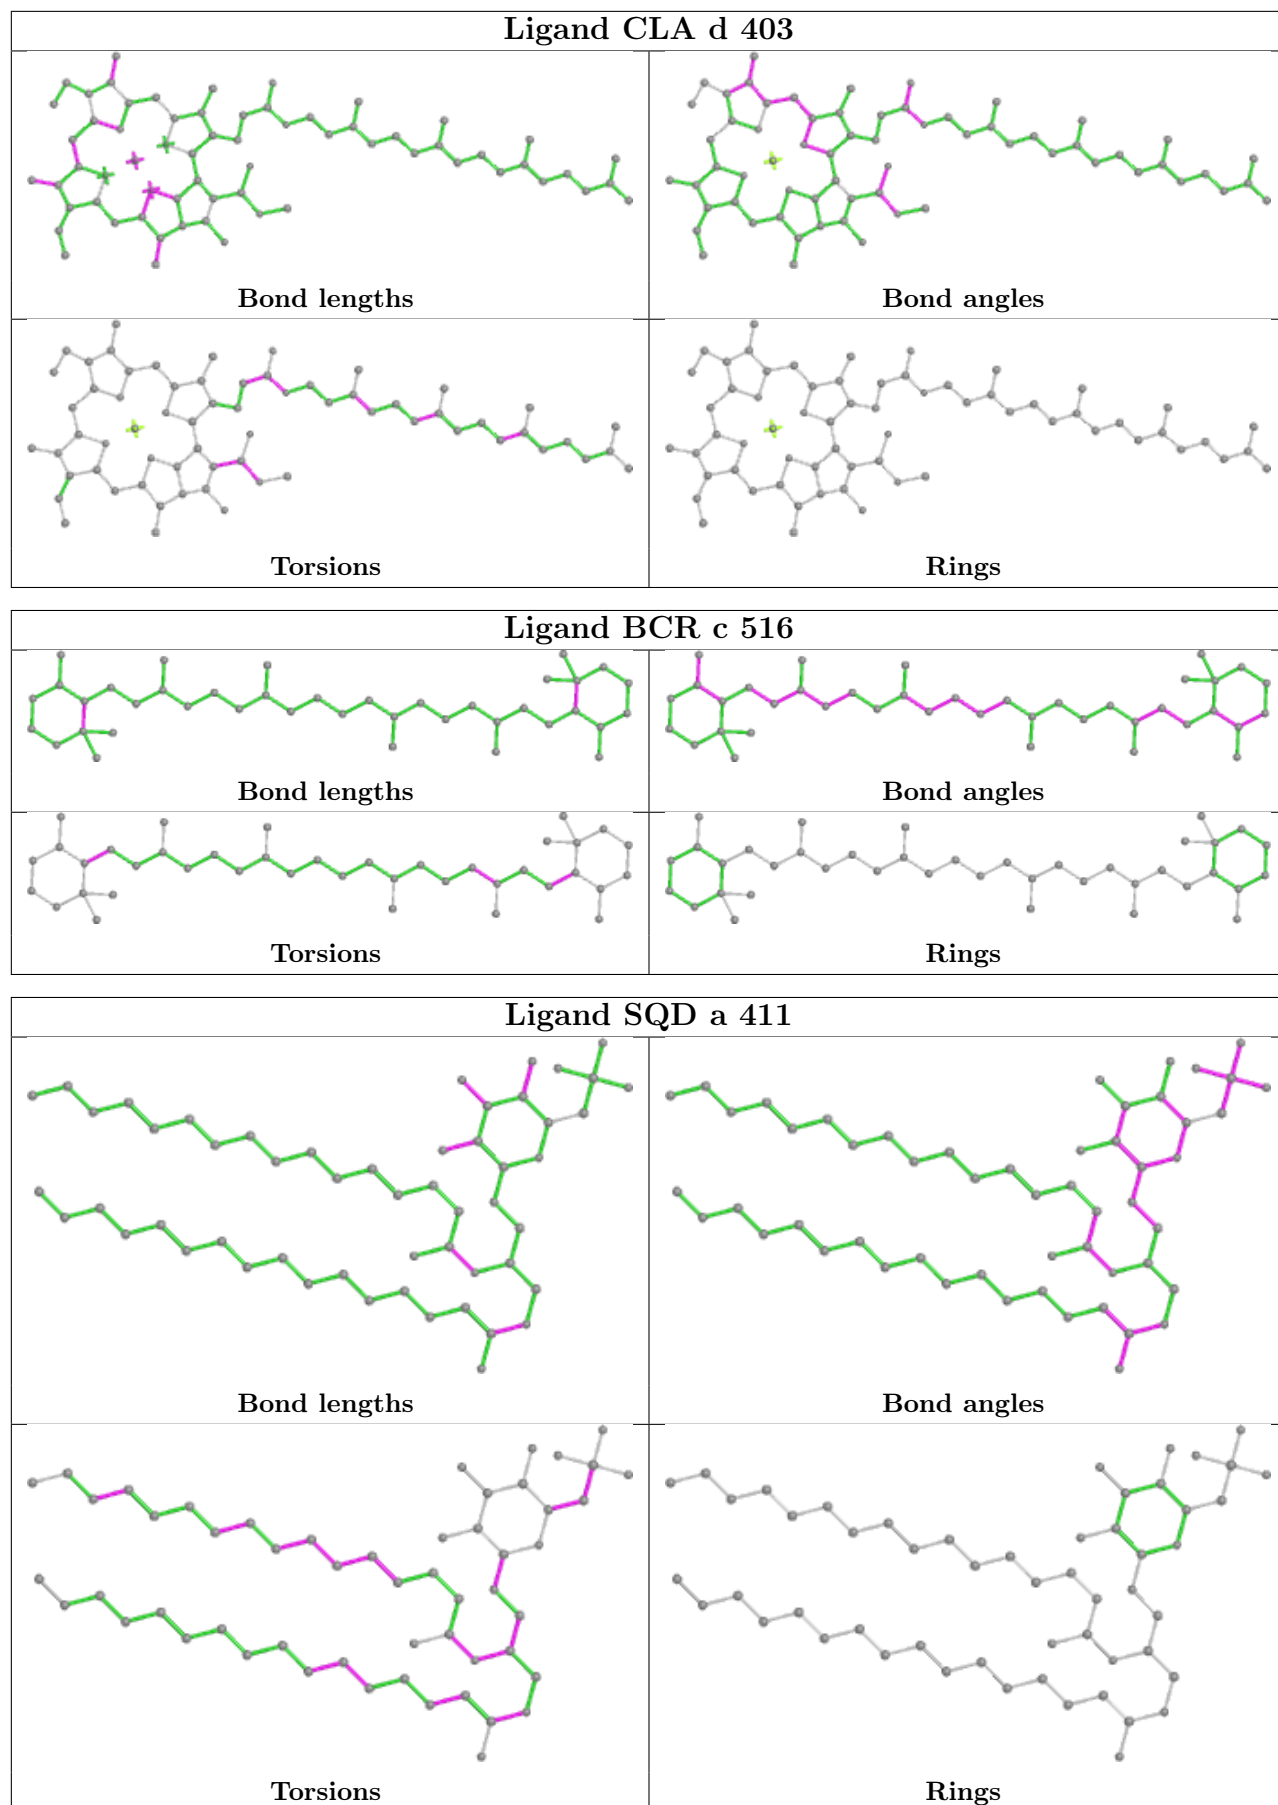 Ligand CLA d 403
Bond lengths
Bond angles
Torsions
Rings
Ligand BCR c 516
Bond lengths
Bond angles
Torsions
Rings
Ligand SQD a 411
Bond lengths
Bond angles
Torsions
Rings